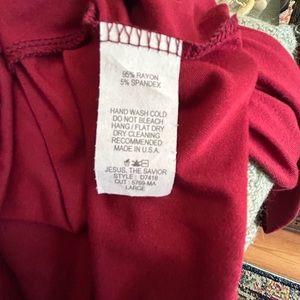 95% RAYON
5% SPANDEX
HAND WASH COLD
DO NOT BLEACH
HANG / FLAT DRY
DRY CLEANING
RECOMMENDED.
MADE IN U.S.A.
JESUS, THE SAVIOR
STYLE : D7418
CUT : 5769-MA
LARGE